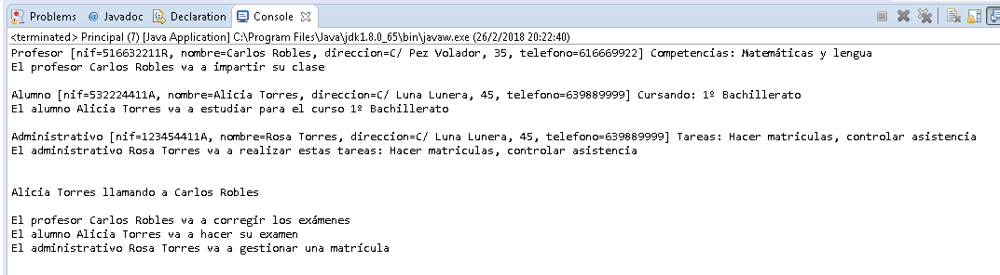 Problems @ Javadoc Declaration Console
<terminated> Principal (7) [Java Application] C:\Program Files\Java\jdk1.8.0_65\bin\javaw.exe (26/2/2018 20:22:40)
Profesor [nif=516632211R, nombre=Carlos Robles, direccion=C/ Pez Volador, 35, telefono=616669922] Competencias: Matemáticas y lengua
El profesor Carlos Robles va a impartir su clase
Alumno [nif=532224411A, nombre=Alicia Torres, direccion=C/ Luna Lunera, 45, telefono=639889999] Cursando: 1º Bachillerato
El alumno Alicia Torres va a estudiar para el curso 1º Bachillerato
Administrativo [nif=123454411A, nombre=Rosa Torres, direccion=C/ Luna Lunera, 45, telefono=639889999] Tareas: Hacer matriculas, controlar asistencia
El administrativo Rosa Torres va a realizar estas tareas: Hacer matriculas, controlar asistencia
Alicia Torres llamando a Carlos Robles
El profesor Carlos Robles va a corregir los exámenes
El alumno Alicia Torres va a hacer su examen
El administrativo Rosa Torres va a gestionar una matrícula